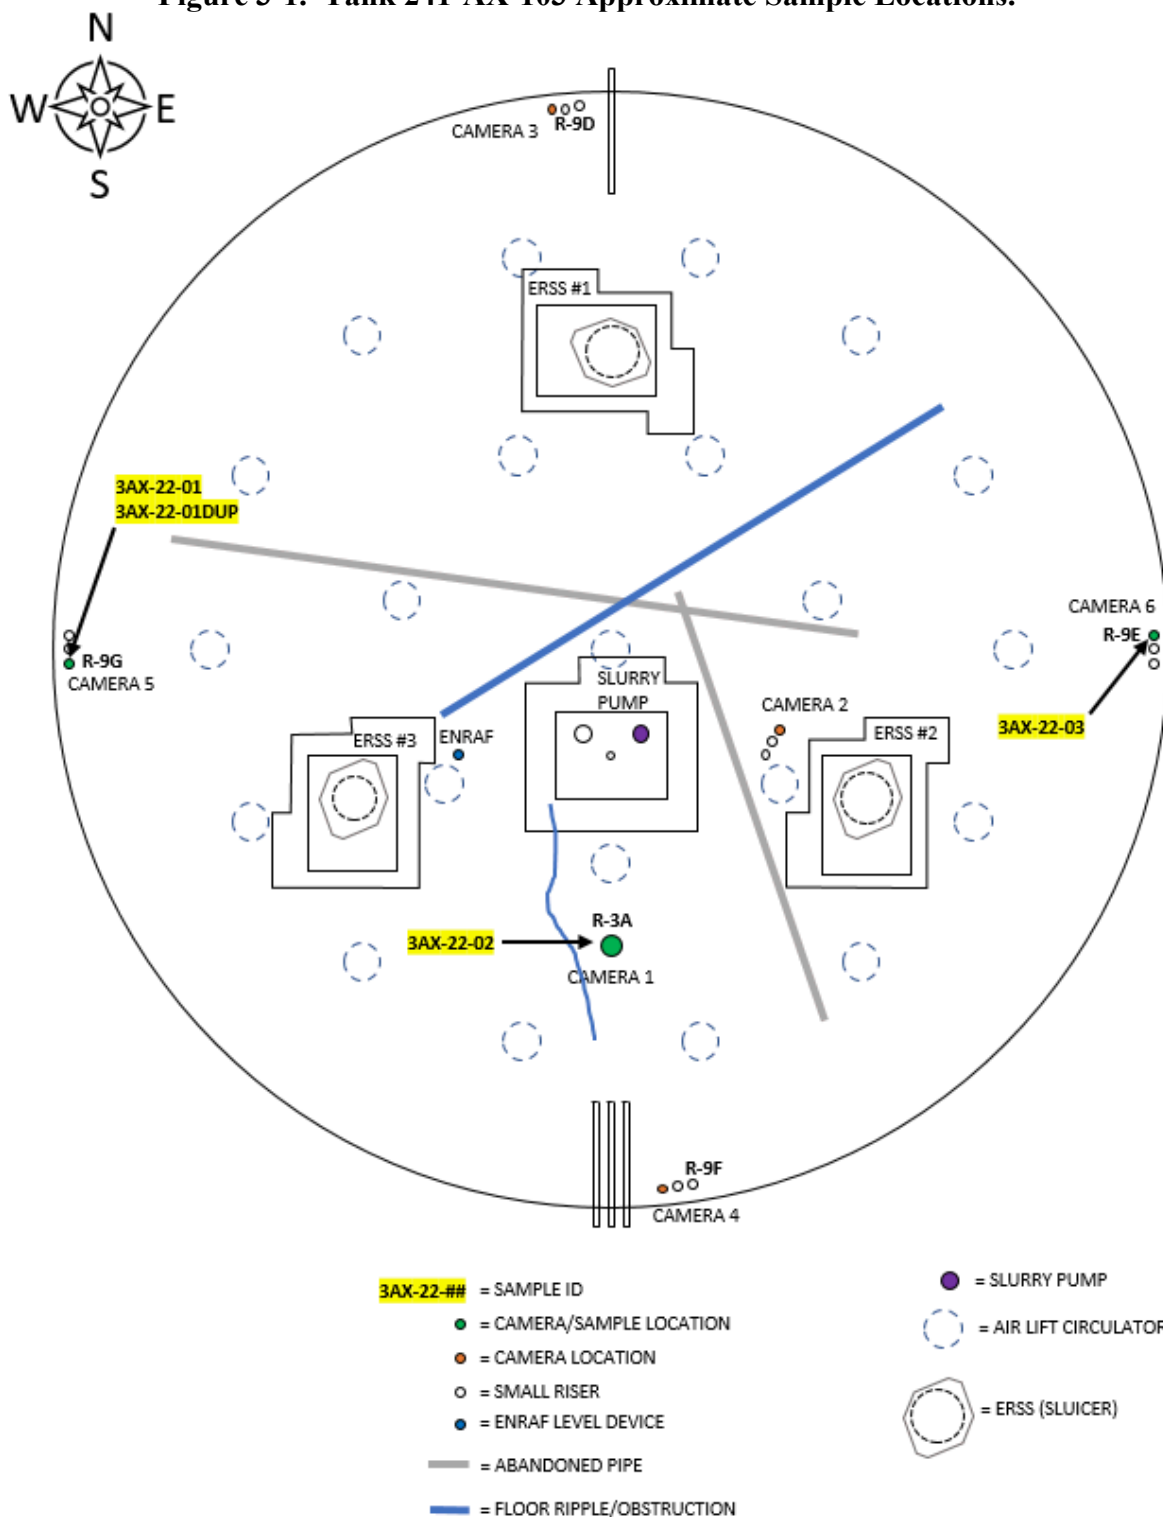 Figure 3-1. Tank 241-AX-103 Approximate Sample Locations.
N
W E
S
CAMERA 3
R-9D
ERSS #1
3AX-22-01
3AX-22-01DUP
CAMERA 6
R-9E
R-9G
CAMERA 5
SLURRY
PUMP
CAMERA 2
3AX-22-03
ERSS #3
ENRAF
ERSS #2
R-3A
3AX-22-02
CAMERA 1
R-9F
CAMERA 4
3AX-22-## = SAMPLE ID
= CAMERA/SAMPLE LOCATION
= CAMERA LOCATION
= SMALL RISER
= ENRAF LEVEL DEVICE
= ABANDONED PIPE
= FLOOR RIPPLE/OBSTRUCTION
= SLURRY PUMP
= AIR LIFT CIRCULATOR
= ERSS (SLUICER)